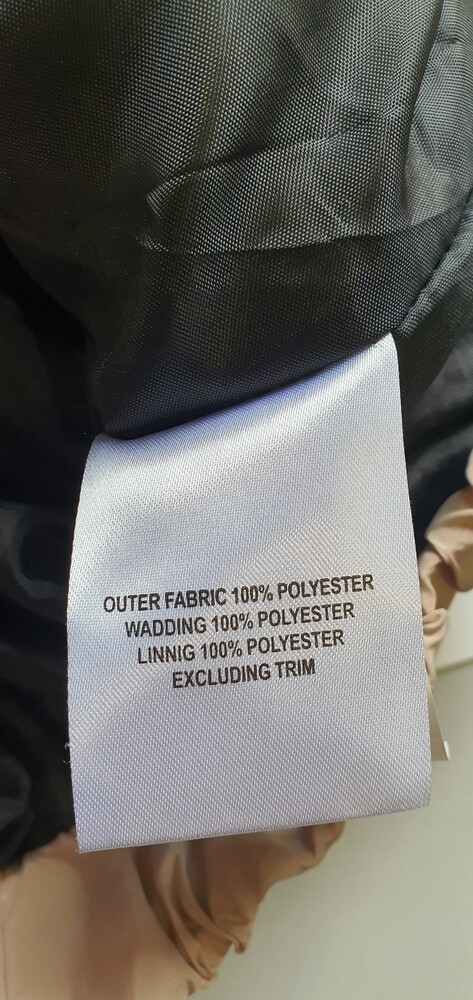 OUTER FABRIC 100% POLYESTER
WADDING 100% POLYESTER
LINNIG 100% POLYESTER
EXCLUDING TRIM